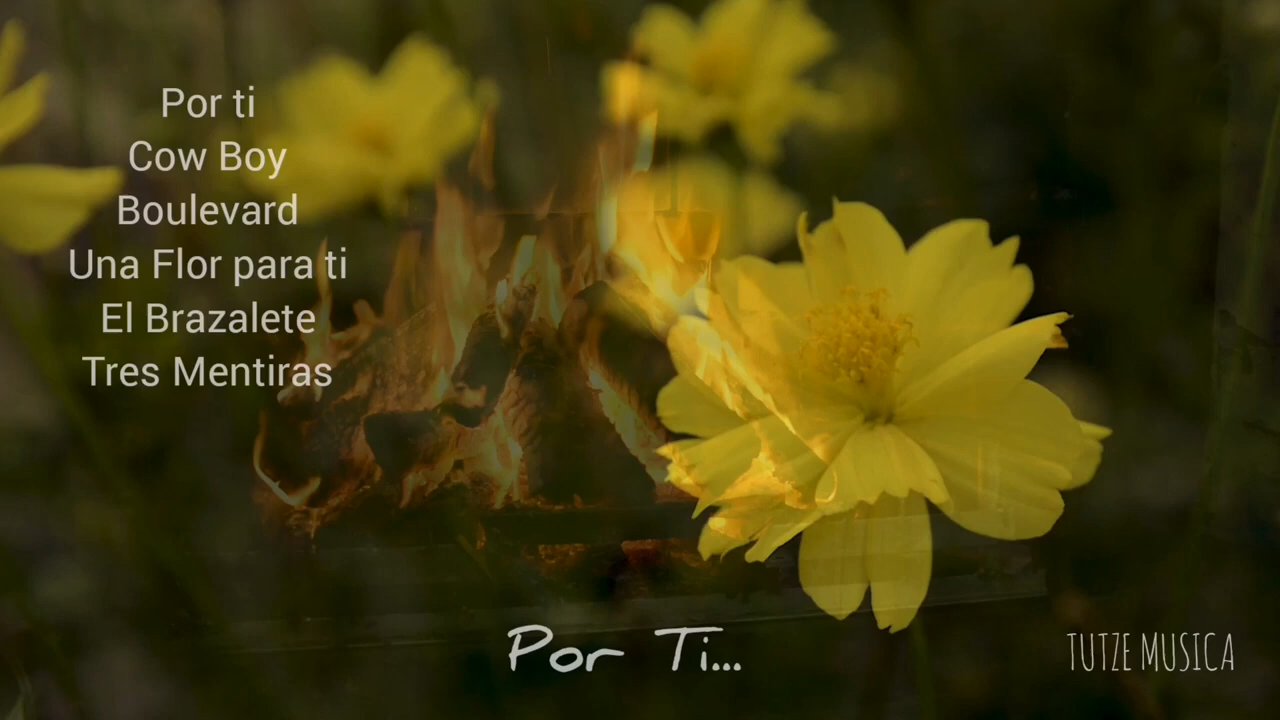 Por ti
Cow Boy
Boulevard
Una Flor para ti
El Brazalete
Tres Mentiras
Por Ti...
TUTZE MUSICA